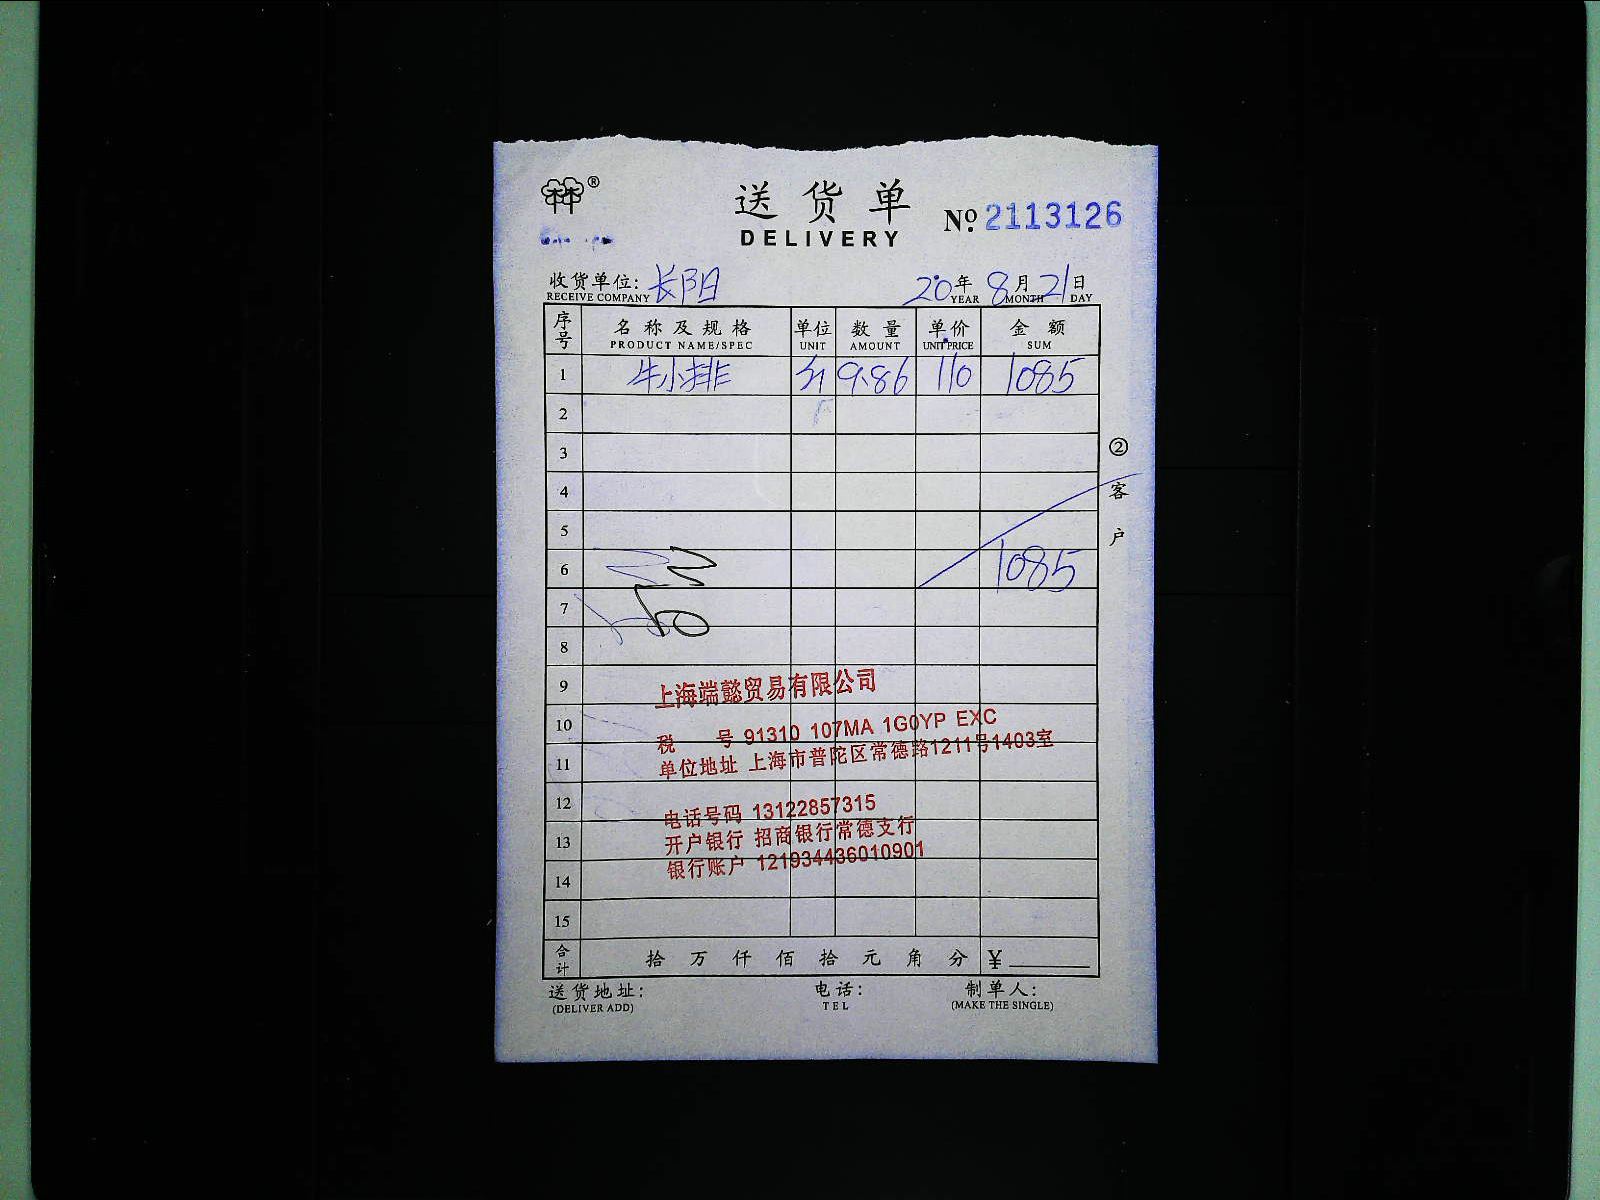 ®
送货单
DELIVERY
№ 2113126
收货单位: 长阳 20年8月21日
RECEIVE COMPANY YEAR MONTH DAY
序号 名称及规格 单位 数量 单价 金额
PRODUCT NAME/SPEC UNIT AMOUNT UNIT PRICE SUM
1 牛小排 斤 9.86 110 1085
2
3
4
5
6 1085
7
8
9
10
11
12
13
14
15
②客户
上海端懿贸易有限公司
税 号 91310 107MA 1G0YP EXC
单位地址 上海市普陀区常德路1211号1403室
电话号码 13122857315
开户银行 招商银行常德支行
银行账户 121934436010901
合计 拾 万 仟 佰 拾 元 角 分 ¥
送货地址: 电话: 制单人:
(DELIVER ADD) TEL (MAKE THE SINGLE)